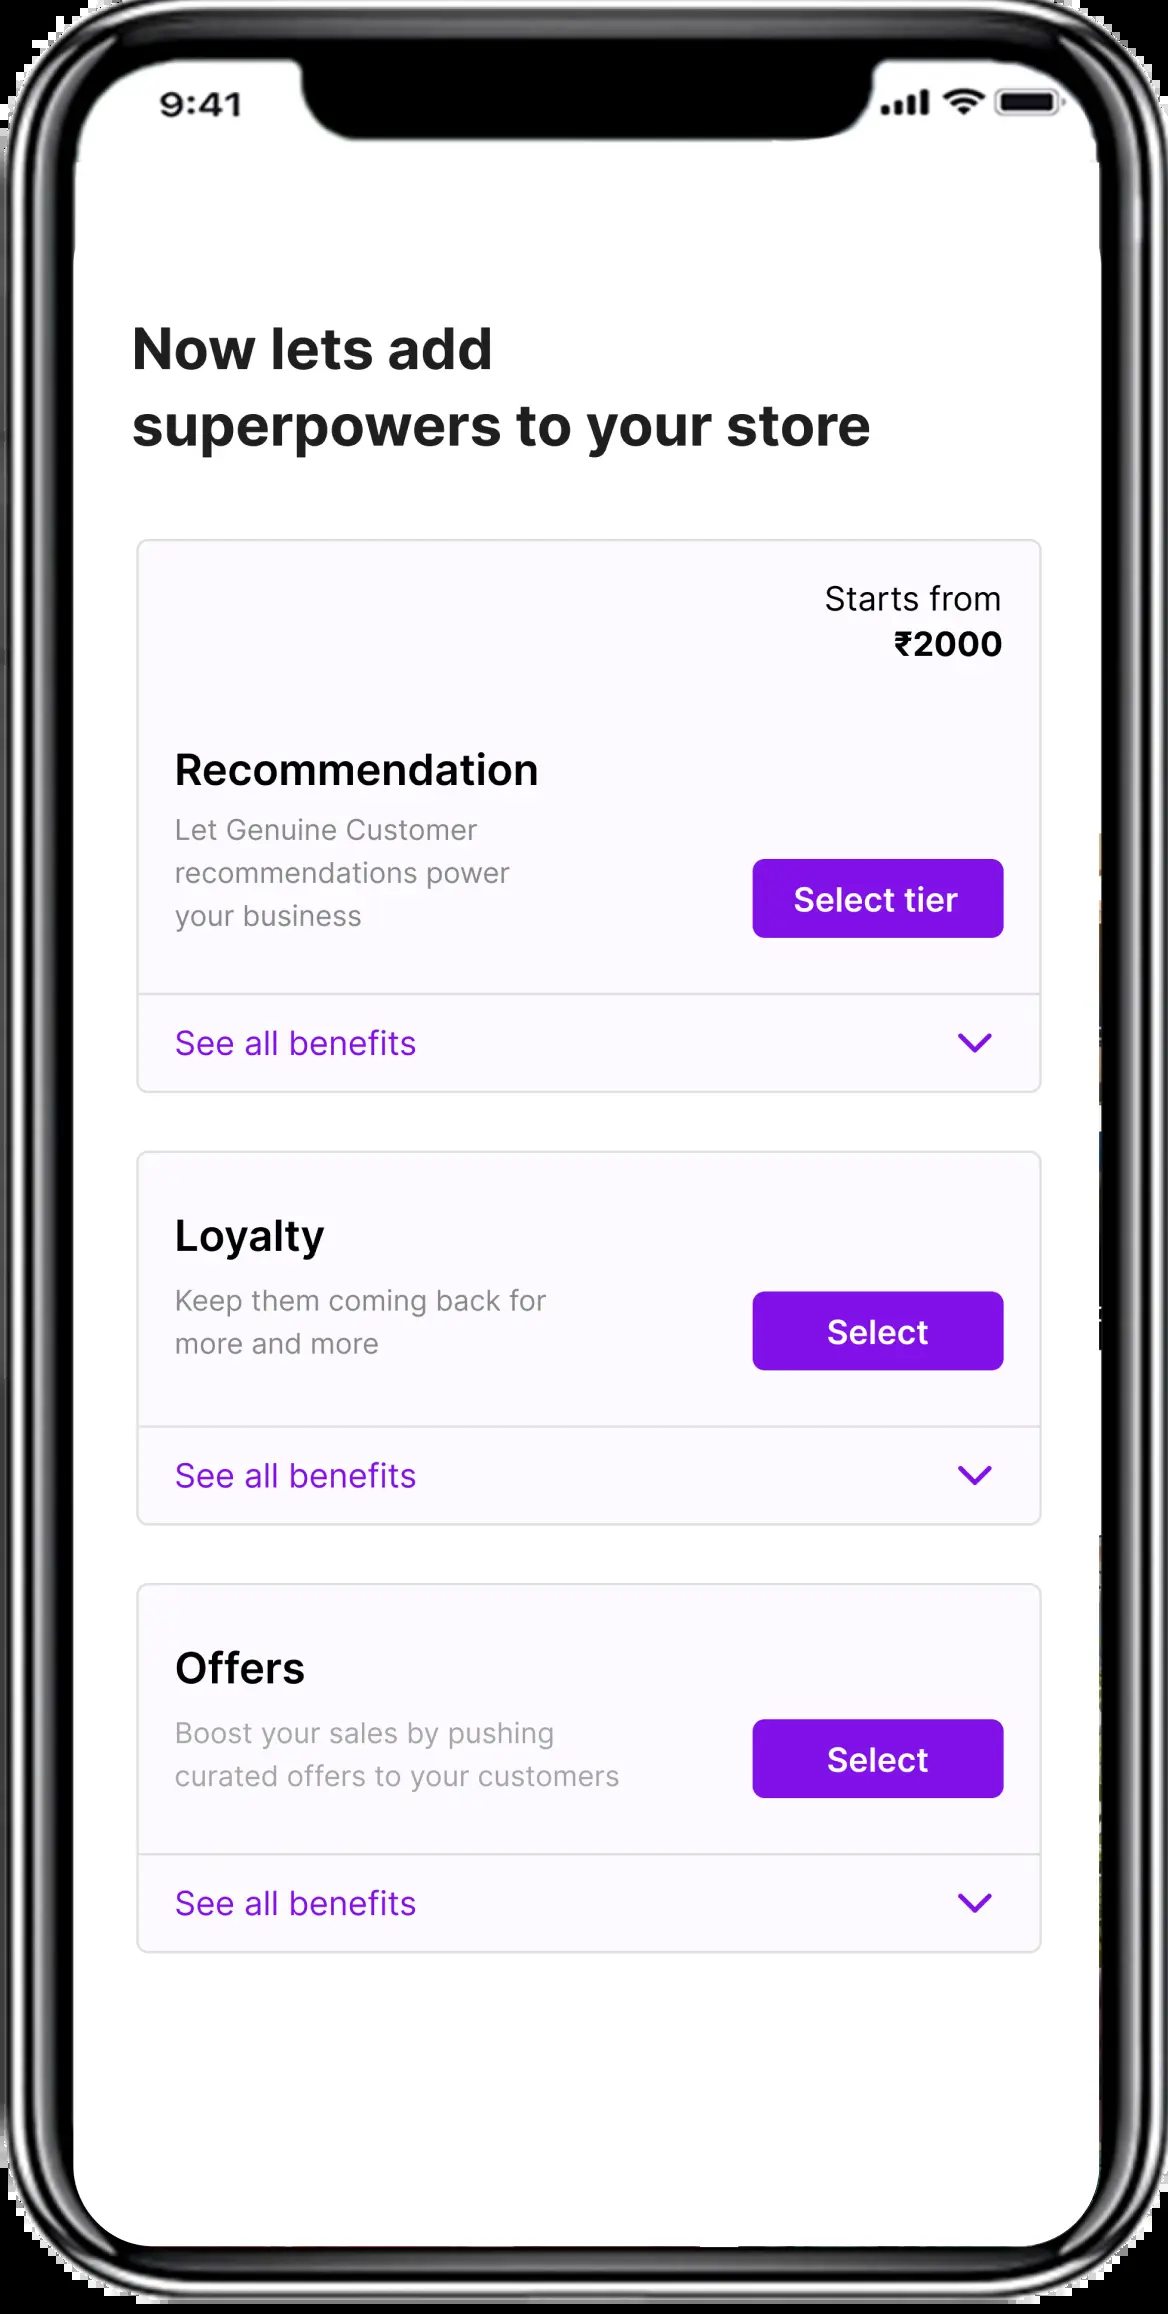 9:41
Now lets add
superpowers to your store
Starts from
₹2000
Recommendation
Let Genuine Customer
recommendations power
your business
Select tier
See all benefits
Loyalty
Keep them coming back for
more and more
Select
See all benefits
Offers
Boost your sales by pushing
curated offers to your customers
Select
See all benefits